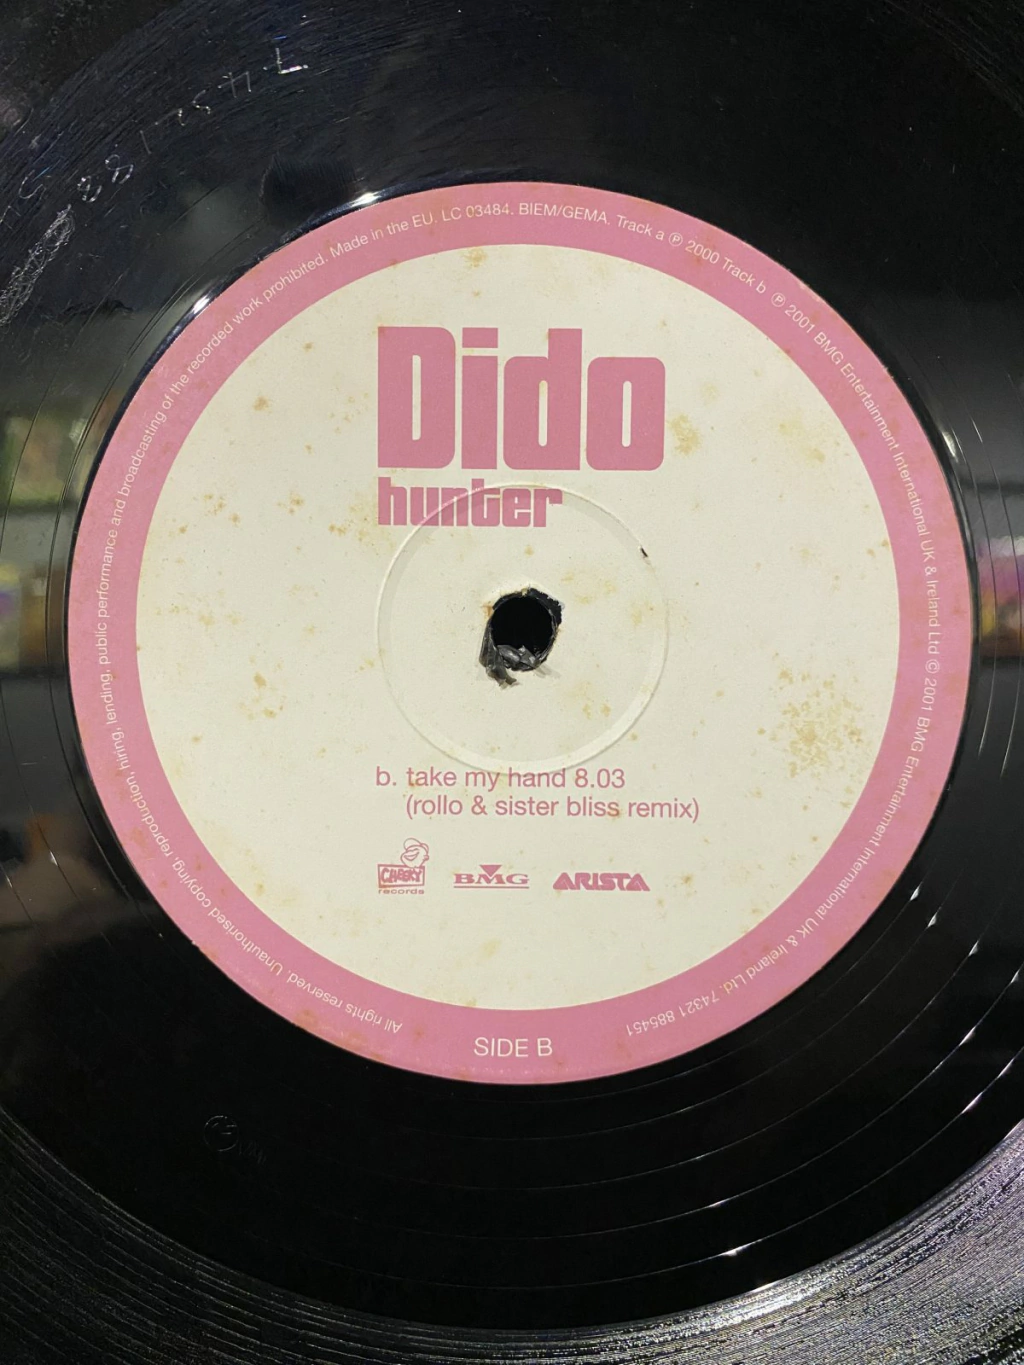 Dido
hunter
b. take my hand 8.03
(rollo & sister bliss remix)
CHEEKY
records
BMG
ARISTA
SIDE B
All rights reserved. Unauthorised copying, reproduction, hiring, lending, public performance and broadcasting of the recorded work prohibited. Made in the EU. LC 03484. BIEM/GEMA. Track a ℗ 2000 Track b ℗ 2001 BMG Entertainment International UK & Ireland Ltd © 2001 BMG Entertainment International UK & Ireland Ltd. 74321 885451